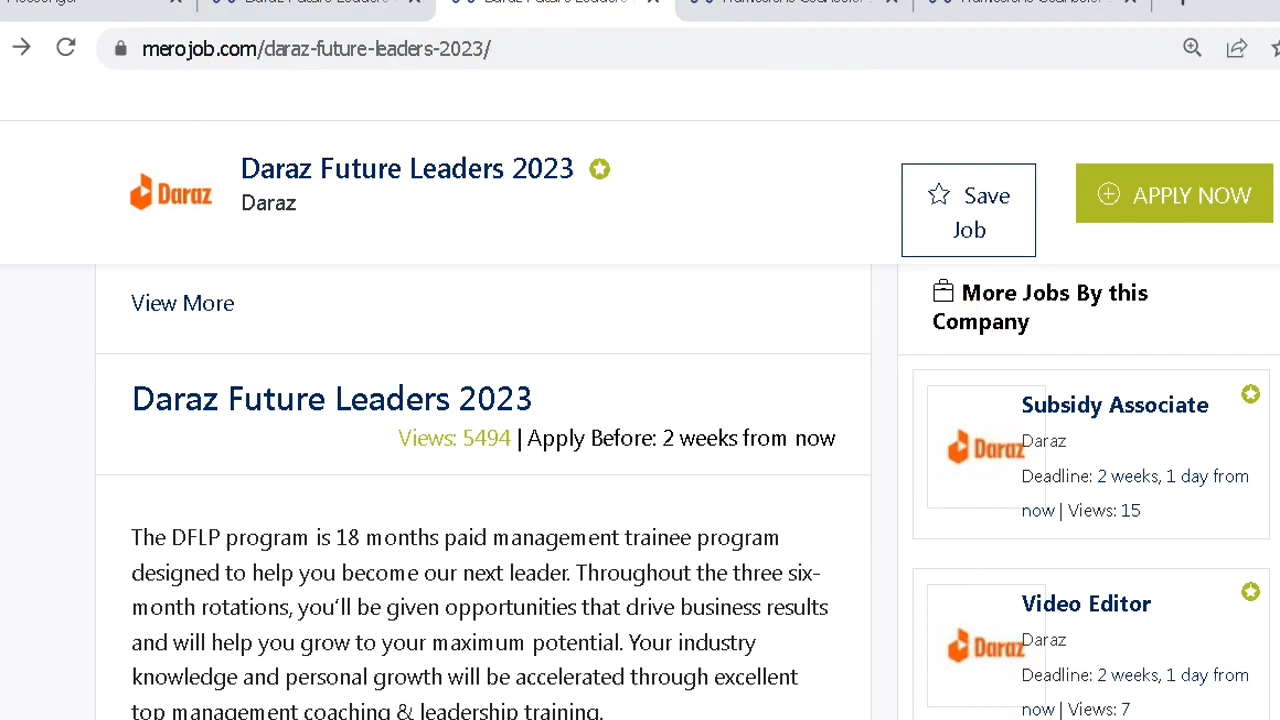 merojob.com/daraz-future-leaders-2023/
Daraz
Daraz Future Leaders 2023
Daraz
Save
Job
APPLY NOW
View More
Daraz Future Leaders 2023
Views: 5494 | Apply Before: 2 weeks from now
The DFLP program is 18 months paid management trainee program
designed to help you become our next leader. Throughout the three six-
month rotations, you'll be given opportunities that drive business results
and will help you grow to your maximum potential. Your industry
knowledge and personal growth will be accelerated through excellent
top management coaching & leadership training.
More Jobs By this
Company
Daraz
Subsidy Associate
Daraz
Deadline: 2 weeks, 1 day from
now | Views: 15
Daraz
Video Editor
Daraz
Deadline: 2 weeks, 1 day from
now | Views: 7